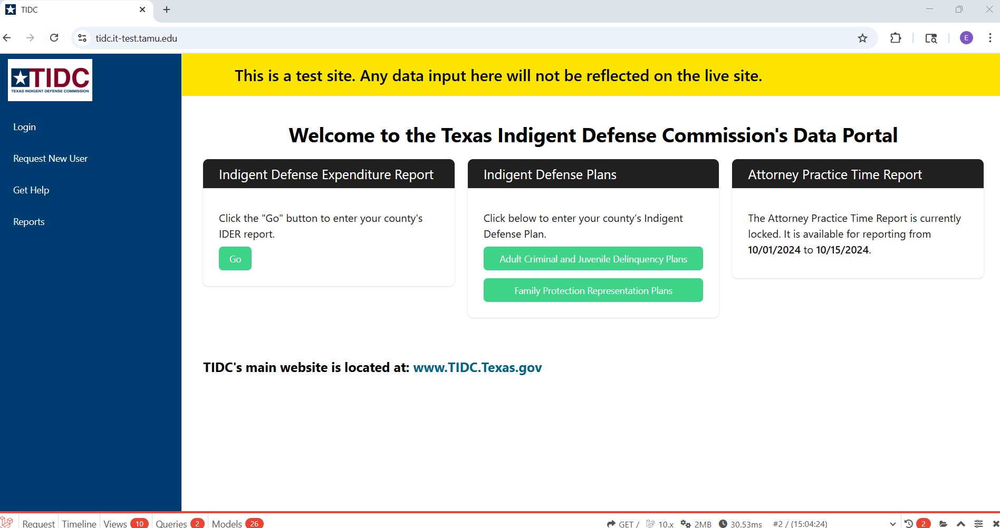 TIDC
tidc.it-test.tamu.edu
E
TIDC
TEXAS INDIGENT DEFENSE COMMISSION
Login
Request New User
Get Help
Reports
This is a test site. Any data input here will not be reflected on the live site.
Welcome to the Texas Indigent Defense Commission's Data Portal
Indigent Defense Expenditure Report
Click the "Go" button to enter your county's
IDER report.
Go
Indigent Defense Plans
Click below to enter your county’s Indigent
Defense Plan.
Adult Criminal and Juvenile Delinquency Plans
Family Protection Representation Plans
Attorney Practice Time Report
The Attorney Practice Time Report is currently
locked. It is available for reporting from
10/01/2024 to 10/15/2024.
TIDC's main website is located at: www.TIDC.Texas.gov
Request Timeline Views 10 Queries 2 Models 26 GET / 10.x 2MB 30.53ms #2 / (15:04:24) 2